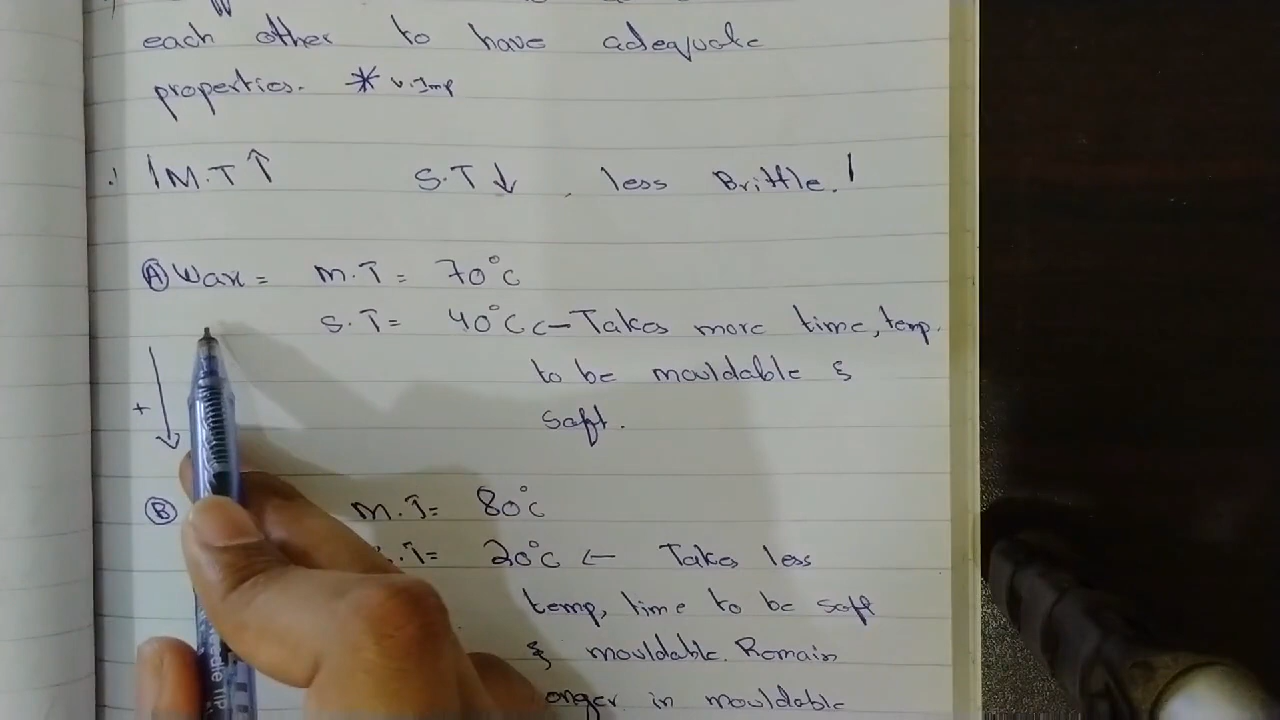 each other to have adequate
properties. * v.Imp
∴ |M.T ↑ S.T ↓, less Brittle.|
Ⓐ Wax = M.T = 70°C
S.T = 40°C ← Takes more time, temp.
to be mouldable &
soft.
+
Ⓑ M.T = 80°C
.T = 20°C ← Takes less
temp, time to be soft
& mouldable. Remain
onger in mouldable